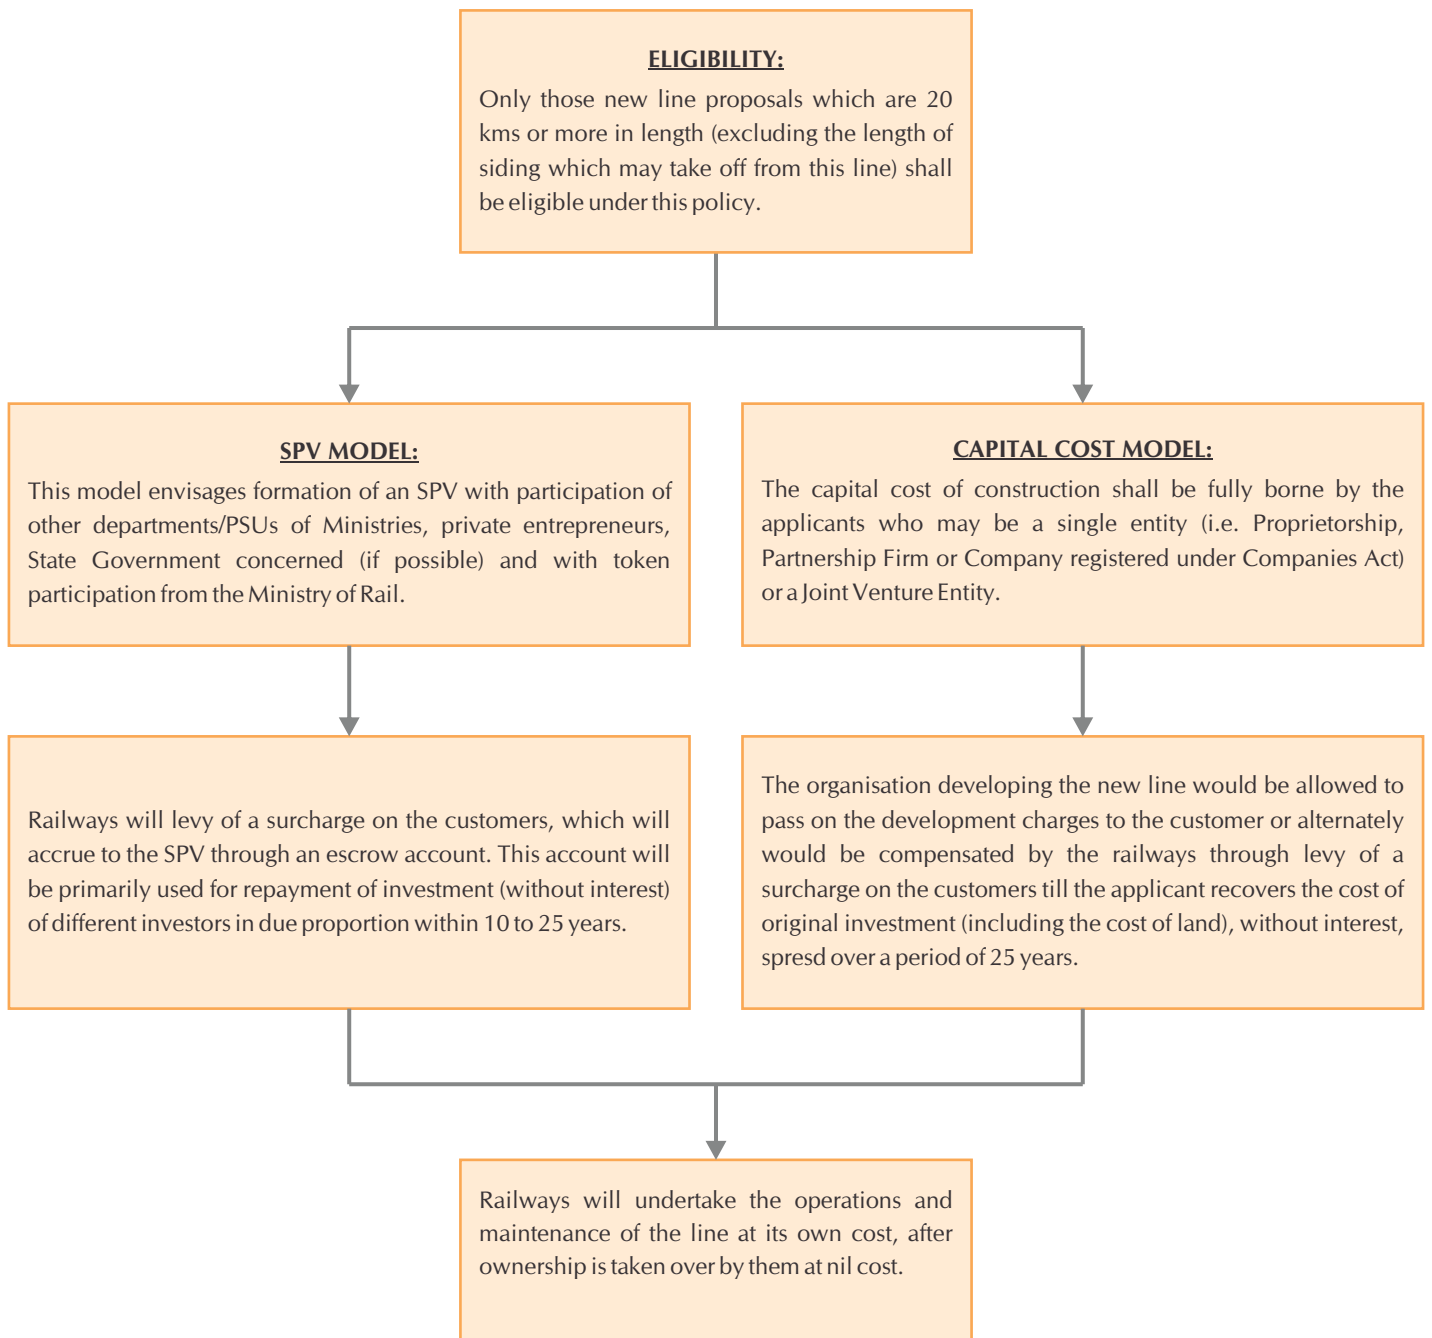 ELIGIBILITY:
Only those new line proposals which are 20
kms or more in length (excluding the length of
siding which may take off from this line) shall
be eligible under this policy.
SPV MODEL:
This model envisages formation of an SPV with participation of
other departments/PSUs of Ministries, private entrepreneurs,
State Government concerned (if possible) and with token
participation from the Ministry of Rail.
CAPITAL COST MODEL:
The capital cost of construction shall be fully borne by the
applicants who may be a single entity (i.e. Proprietorship,
Partnership Firm or Company registered under Companies Act)
or a Joint Venture Entity.
Railways will levy of a surcharge on the customers, which will
accrue to the SPV through an escrow account. This account will
be primarily used for repayment of investment (without interest)
of different investors in due proportion within 10 to 25 years.
The organisation developing the new line would be allowed to
pass on the development charges to the customer or alternately
would be compensated by the railways through levy of a
surcharge on the customers till the applicant recovers the cost of
original investment (including the cost of land), without interest,
spresd over a period of 25 years.
Railways will undertake the operations and
maintenance of the line at its own cost, after
ownership is taken over by them at nil cost.